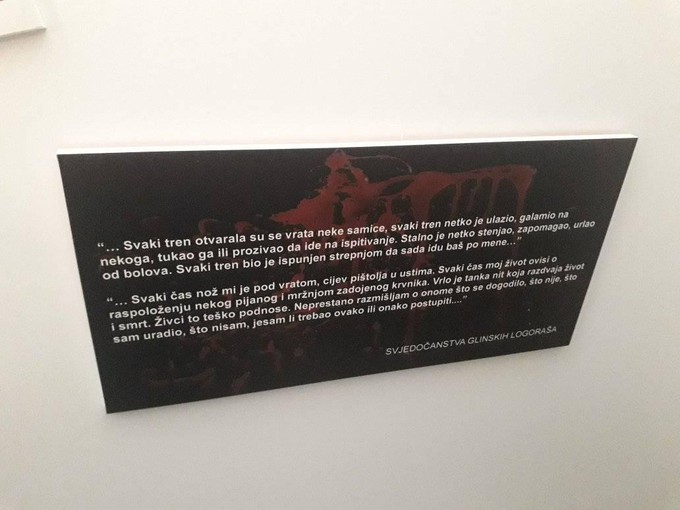 “... Svaki tren otvarala su se vrata neke samice, svaki tren netko je ulazio, galamio na
nekoga, tukao ga ili prozivao da ide na ispitivanje. Stalno je netko stenjao, zapomagao, urlao
od bolova. Svaki tren bio je ispunjen strepnjom da sada idu baš po mene...”
“... Svaki čas nož mi je pod vratom, cijev pištolja u ustima. Svaki čas moj život ovisi o
raspoloženju nekog pijanog i mržnjom zadojenog krvnika. Vrlo je tanka nit koja razdvaja život
i smrt. Živci to teško podnose. Neprestano razmišljam o onome što se dogodilo, što nije, što
sam uradio, što nisam, jesam li trebao ovako ili onako postupiti....”
SVJEDOČANSTVA GLINSKIH LOGORAŠA